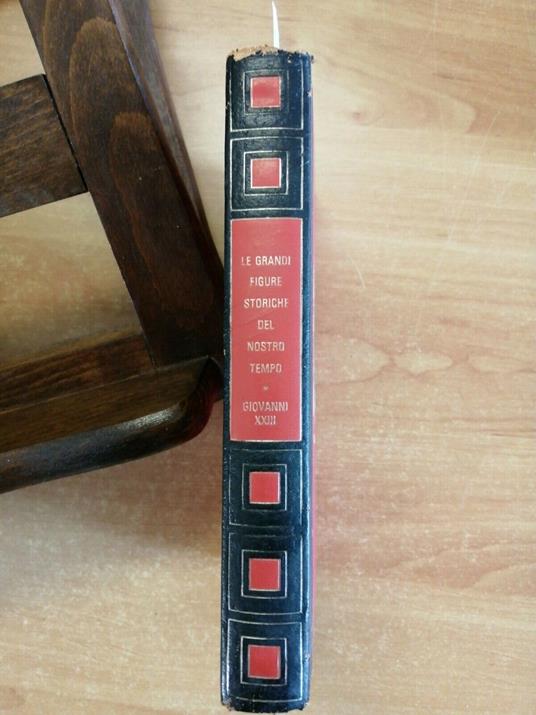 LE GRANDI
FIGURE
STORICHE
DEL
NOSTRO
TEMPO
*
GIOVANNI
XXIII